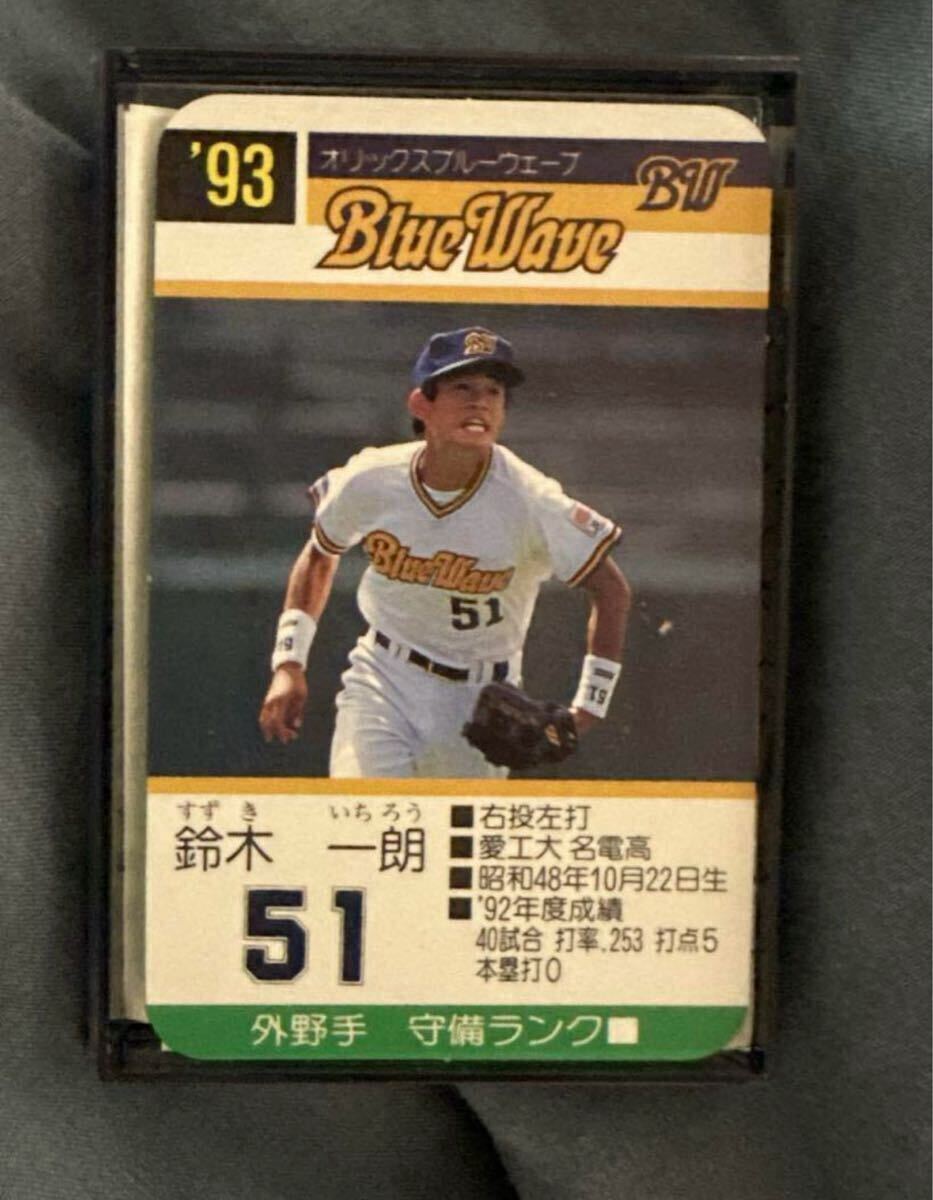 '93
オリックスブルーウェーブ
BW
Blue Wave
Blue Wave
51
51
すずき いちろう
鈴木 一朗
51
■右投左打
■愛工大 名電高
■昭和48年10月22日生
■'92年度成績
40試合 打率.253 打点5
本塁打0
外野手 守備ランク■